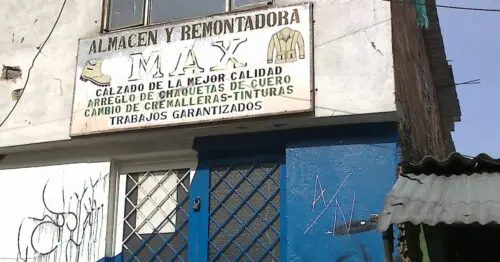 ALMACEN Y REMONTADORA
MAX
CALZADO DE LA MEJOR CALIDAD
ARREGLO DE CHAQUETAS DE CUERO
CAMBIO DE CREMALLERAS-TINTURAS
TRABAJOS GARANTIZADOS